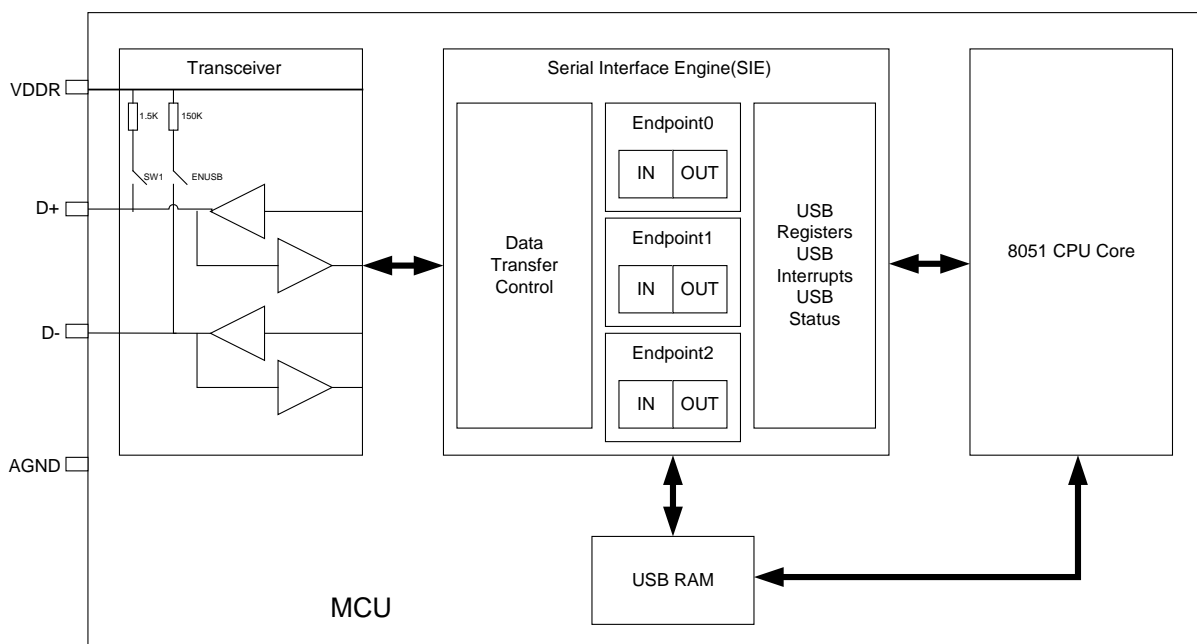 Transceiver
Serial Interface Engine(SIE)
VDDR
1.5K
150K
SW1
ENUSB
D+
D-
AGND
Data
Transfer
Control
Endpoint0
IN OUT
Endpoint1
IN OUT
Endpoint2
IN OUT
USB
Registers
USB
Interrupts
USB
Status
8051 CPU Core
USB RAM
MCU